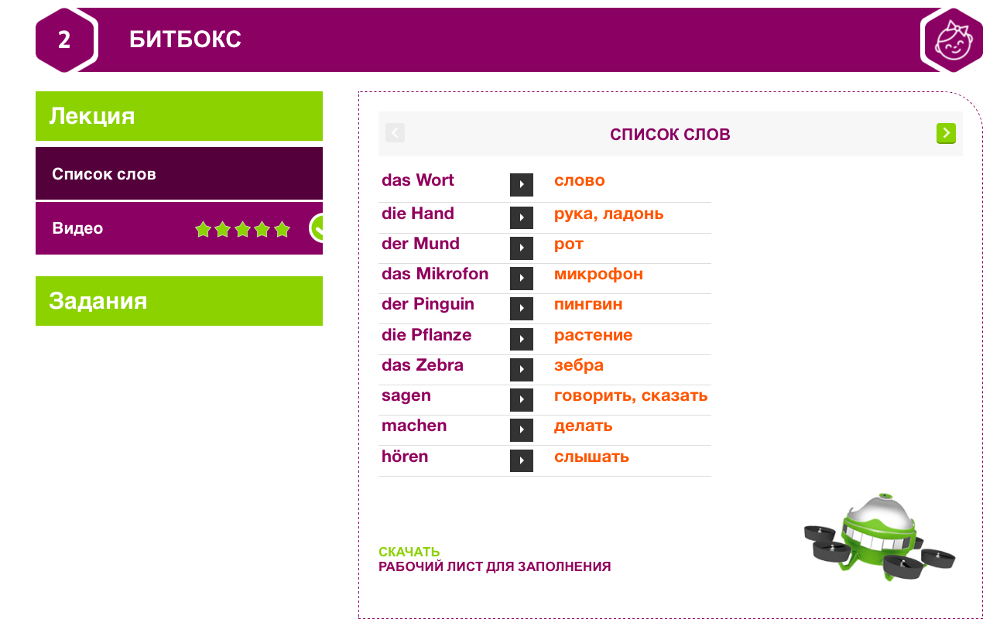 2
БИТБОКС
Лекция
Список слов
Видео
Задания
СПИСОК СЛОВ
das Wort слово
die Hand рука, ладонь
der Mund рот
das Mikrofon микрофон
der Pinguin пингвин
die Pflanze растение
das Zebra зебра
sagen говорить, сказать
machen делать
hören слышать
СКАЧАТЬ
РАБОЧИЙ ЛИСТ ДЛЯ ЗАПОЛНЕНИЯ